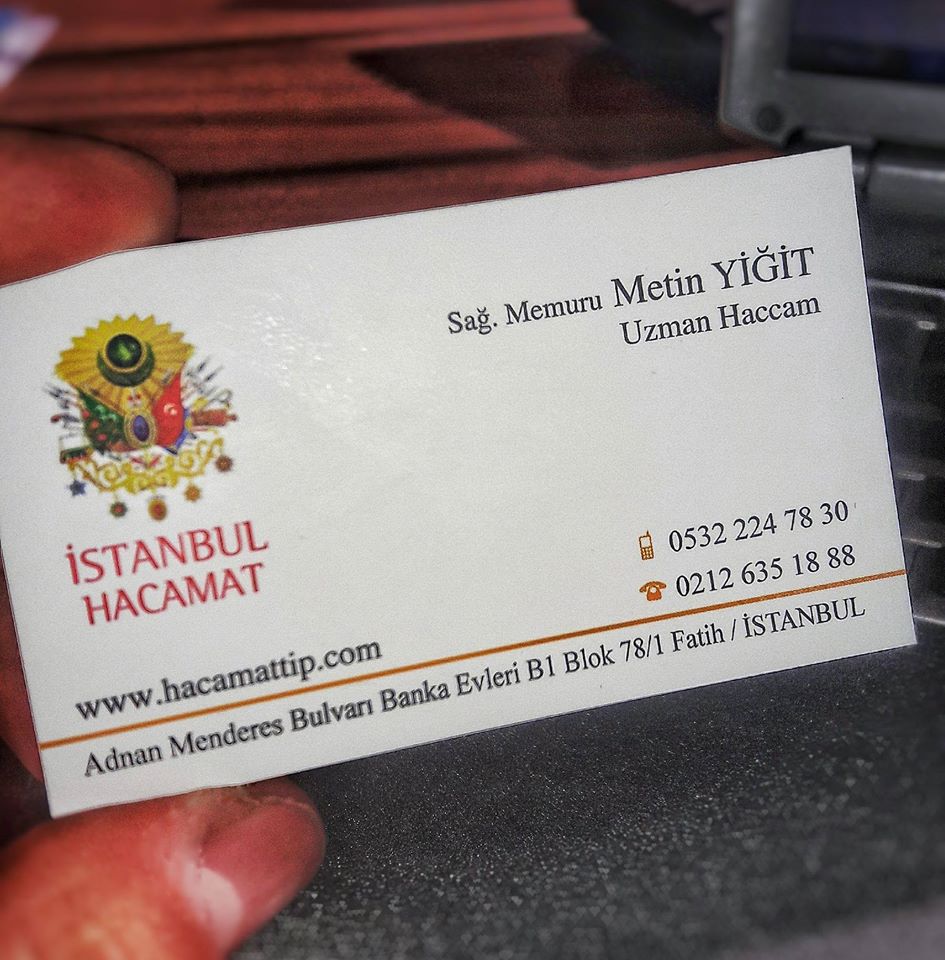 Sağ. Memuru Metin YİĞİT
Uzman Haccam
İSTANBUL
HACAMAT
0532 224 78 30
0212 635 18 88
www.hacamattip.com
Adnan Menderes Bulvarı Banka Evleri B1 Blok 78/1 Fatih / İSTANBUL